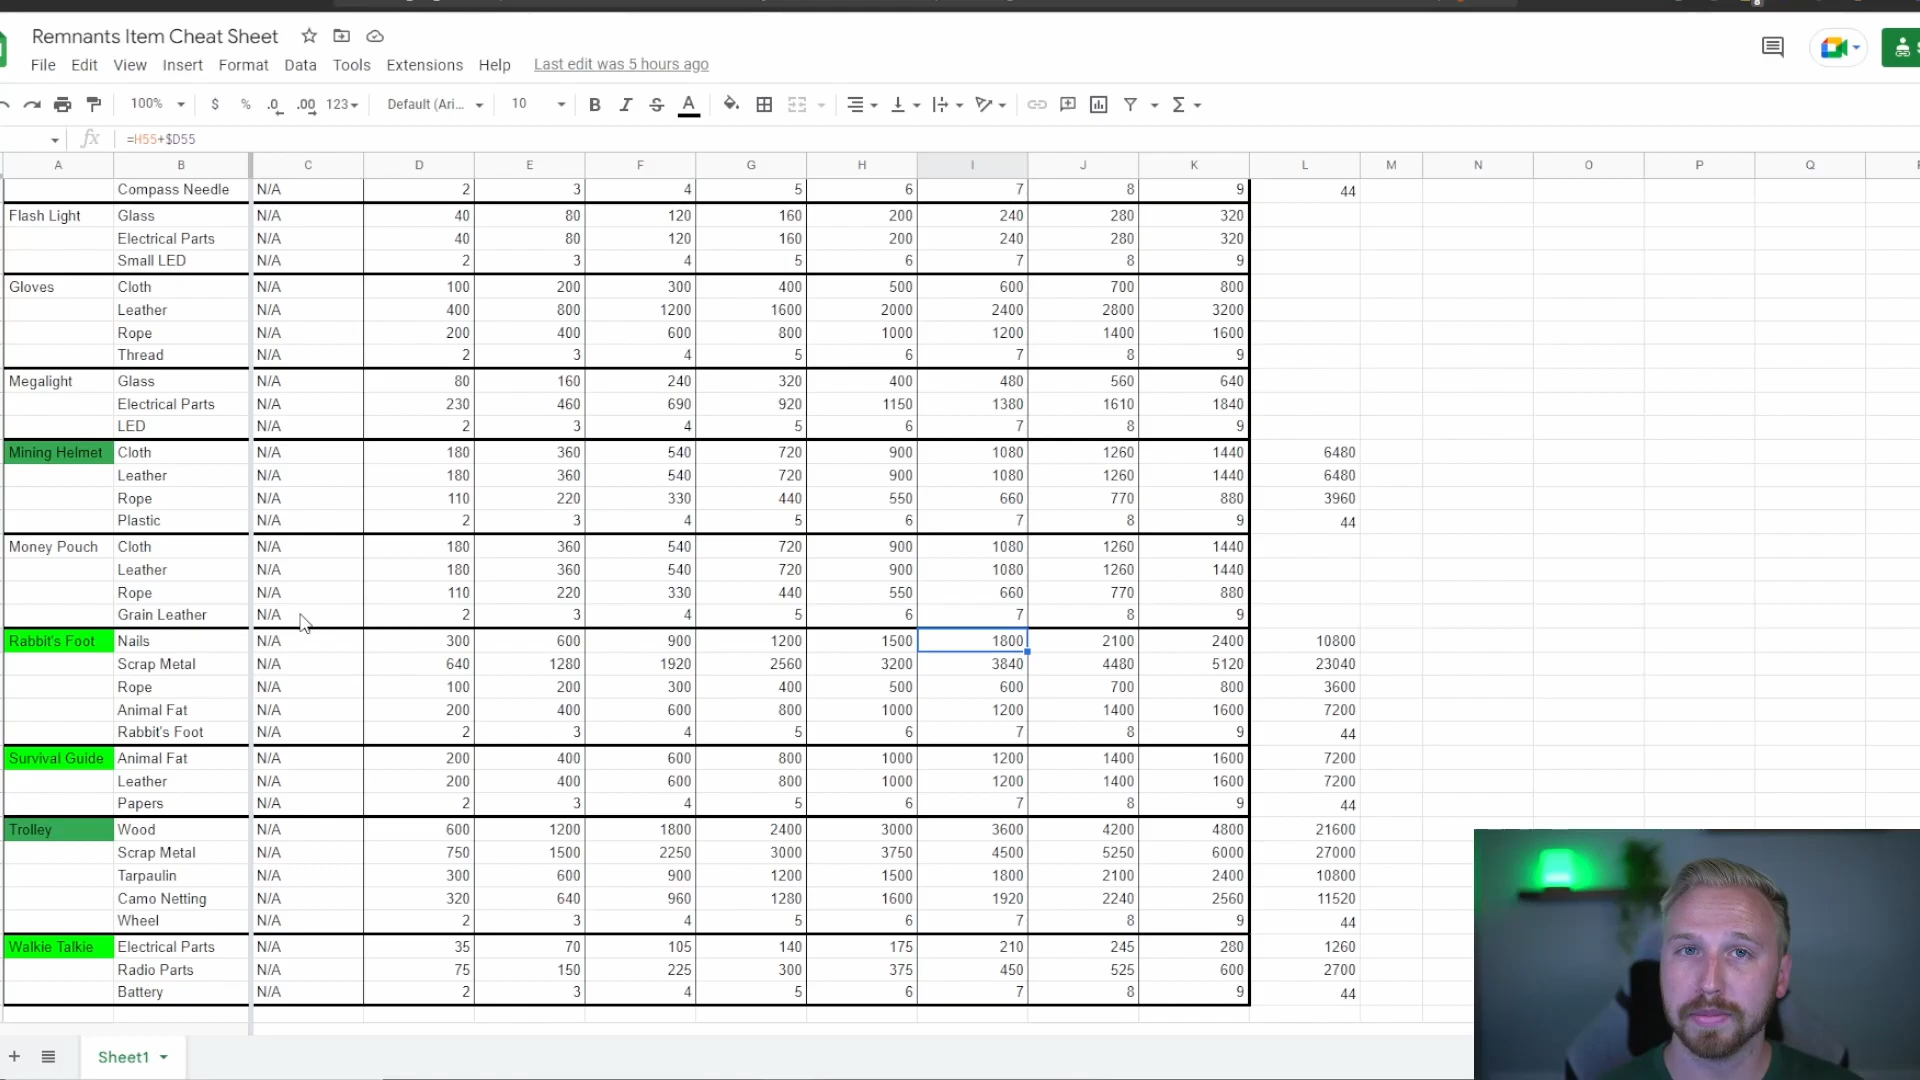 Remnants Item Cheat Sheet
File Edit View Insert Format Data Tools Extensions Help Last edit was 5 hours ago
100% $ % .0 .00 123 Default (Ari... 10 B I S A
fx =H55+$D55
A B C D E F G H I J K L M N O P Q
Compass Needle N/A 2 3 4 5 6 7 8 9 44
Flash Light Glass N/A 40 80 120 160 200 240 280 320
Electrical Parts N/A 40 80 120 160 200 240 280 320
Small LED N/A 2 3 4 5 6 7 8 9
Gloves Cloth N/A 100 200 300 400 500 600 700 800
Leather N/A 400 800 1200 1600 2000 2400 2800 3200
Rope N/A 200 400 600 800 1000 1200 1400 1600
Thread N/A 2 3 4 5 6 7 8 9
Megalight Glass N/A 80 160 240 320 400 480 560 640
Electrical Parts N/A 230 460 690 920 1150 1380 1610 1840
LED N/A 2 3 4 5 6 7 8 9
Mining Helmet Cloth N/A 180 360 540 720 900 1080 1260 1440 6480
Leather N/A 180 360 540 720 900 1080 1260 1440 6480
Rope N/A 110 220 330 440 550 660 770 880 3960
Plastic N/A 2 3 4 5 6 7 8 9 44
Money Pouch Cloth N/A 180 360 540 720 900 1080 1260 1440
Leather N/A 180 360 540 720 900 1080 1260 1440
Rope N/A 110 220 330 440 550 660 770 880
Grain Leather N/A 2 3 4 5 6 7 8 9
Rabbit's Foot Nails N/A 300 600 900 1200 1500 1800 2100 2400 10800
Scrap Metal N/A 640 1280 1920 2560 3200 3840 4480 5120 23040
Rope N/A 100 200 300 400 500 600 700 800 3600
Animal Fat N/A 200 400 600 800 1000 1200 1400 1600 7200
Rabbit's Foot N/A 2 3 4 5 6 7 8 9 44
Survival Guide Animal Fat N/A 200 400 600 800 1000 1200 1400 1600 7200
Leather N/A 200 400 600 800 1000 1200 1400 1600 7200
Papers N/A 2 3 4 5 6 7 8 9 44
Trolley Wood N/A 600 1200 1800 2400 3000 3600 4200 4800 21600
Scrap Metal N/A 750 1500 2250 3000 3750 4500 5250 6000 27000
Tarpaulin N/A 300 600 900 1200 1500 1800 2100 2400 10800
Camo Netting N/A 320 640 960 1280 1600 1920 2240 2560 11520
Wheel N/A 2 3 4 5 6 7 8 9 44
Walkie Talkie Electrical Parts N/A 35 70 105 140 175 210 245 280 1260
Radio Parts N/A 75 150 225 300 375 450 525 600 2700
Battery N/A 2 3 4 5 6 7 8 9 44
Sheet1